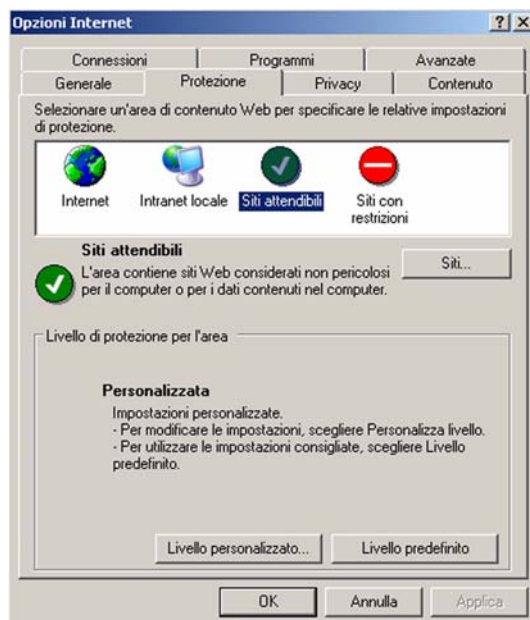 Opzioni Internet
?
Connessioni
Programmi
Avanzate
Generale
Protezione
Privacy
Contenuto
Selezionare un'area di contenuto Web per specificare le relative impostazioni
di protezione.
Internet
Intranet locale
Siti attendibili
Siti con
restrizioni
Siti attendibili
L'area contiene siti Web considerati non pericolosi
per il computer o per i dati contenuti nel computer.
Siti...
Livello di protezione per l'area
Personalizzata
Impostazioni personalizzate.
- Per modificare le impostazioni, scegliere Personalizza livello.
- Per utilizzare le impostazioni consigliate, scegliere Livello
predefinito.
Livello personalizzato...
Livello predefinito
OK
Annulla
Applica